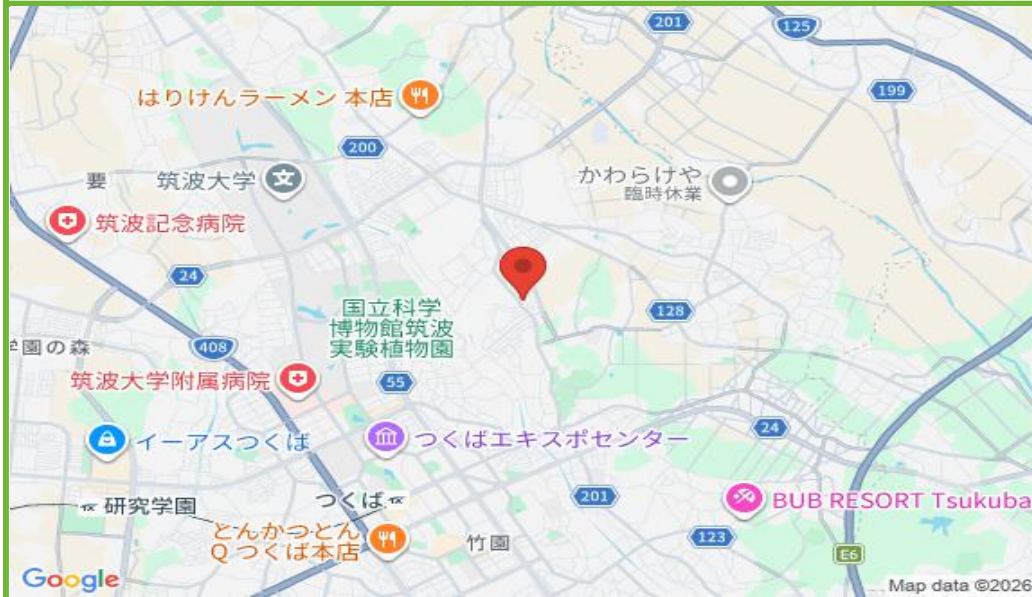 201
125
199
はりけんラーメン 本店
200
要
筑波大学
かわらけや
臨時休業
筑波記念病院
24
国立科学
博物館筑波
実験植物園
128
学園の森
408
筑波大学附属病院
55
イーアスつくば
つくばエキスポセンター
24
研究学園
つくば
201
BUB RESORT Tsukuba
とんかつとん
Q つくば本店
竹園
123
E6
Google
Map data ©2026